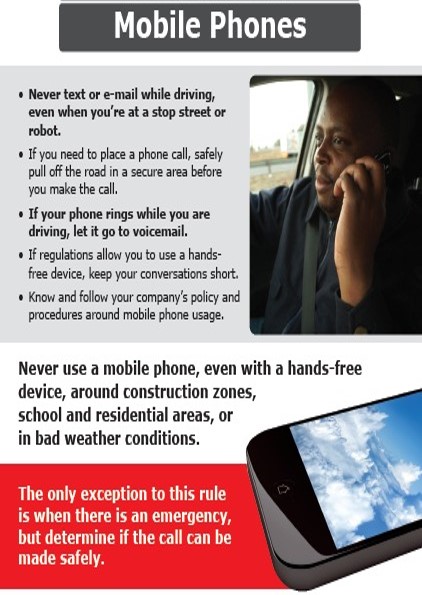 Mobile Phones
• Never text or e-mail while driving,
even when you're at a stop street or
robot.
• If you need to place a phone call, safely
pull off the road in a secure area before
you make the call.
• If your phone rings while you are
driving, let it go to voicemail.
• If regulations allow you to use a hands-
free device, keep your conversations short.
• Know and follow your company's policy and
procedures around mobile phone usage.
Never use a mobile phone, even with a hands-free
device, around construction zones,
school and residential areas, or
in bad weather conditions.
The only exception to this rule
is when there is an emergency,
but determine if the call can be
made safely.